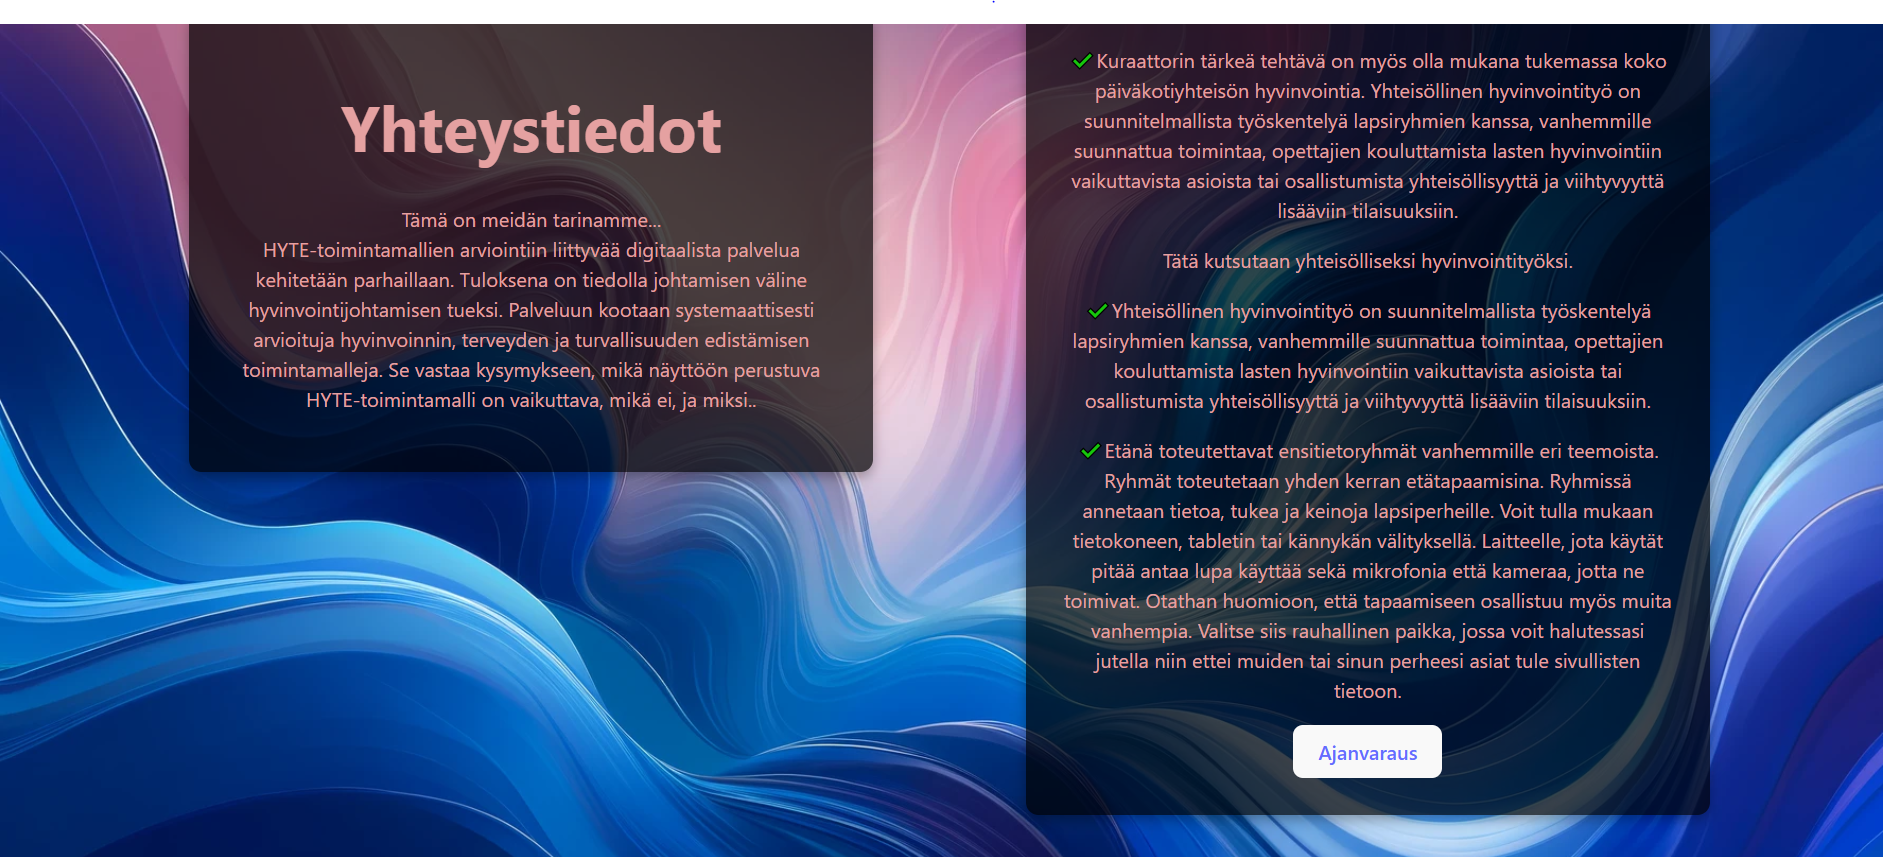 Yhteystiedot
Tämä on meidän tarinamme...
HYTE-toimintamallien arviointiin liittyvää digitaalista palvelua
kehitetään parhaillaan. Tuloksena on tiedolla johtamisen väline
hyvinvointijohtamisen tueksi. Palveluun kootaan systemaattisesti
arvioituja hyvinvoinnin, terveyden ja turvallisuuden edistämisen
toimintamalleja. Se vastaa kysymykseen, mikä näyttöön perustuva
HYTE-toimintamalli on vaikuttava, mikä ei, ja miksi..
Kuraattorin tärkeä tehtävä on myös olla mukana tukemassa koko
päiväkotiyhteisön hyvinvointia. Yhteisöllinen hyvinvointityö on
suunnitelmallista työskentelyä lapsiryhmien kanssa, vanhemmille
suunnattua toimintaa, opettajien kouluttamista lasten hyvinvointiin
vaikuttavista asioista tai osallistumista yhteisöllisyyttä ja viihtyvyyttä
lisääviin tilaisuuksiin.
Tätä kutsutaan yhteisölliseksi hyvinvointityöksi.
Yhteisöllinen hyvinvointityö on suunnitelmallista työskentelyä
lapsiryhmien kanssa, vanhemmille suunnattua toimintaa, opettajien
kouluttamista lasten hyvinvointiin vaikuttavista asioista tai
osallistumista yhteisöllisyyttä ja viihtyvyyttä lisääviin tilaisuuksiin.
Etänä toteutettavat ensitietoryhmät vanhemmille eri teemoista.
Ryhmät toteutetaan yhden kerran etätapaamisina. Ryhmissä
annetaan tietoa, tukea ja keinoja lapsiperheille. Voit tulla mukaan
tietokoneen, tabletin tai kännykän välityksellä. Laitteelle, jota käytät
pitää antaa lupa käyttää sekä mikrofonia että kameraa, jotta ne
toimivat. Otathan huomioon, että tapaamiseen osallistuu myös muita
vanhempia. Valitse siis rauhallinen paikka, jossa voit halutessasi
jutella niin ettei muiden tai sinun perheesi asiat tule sivullisten
tietoon.
Ajanvaraus